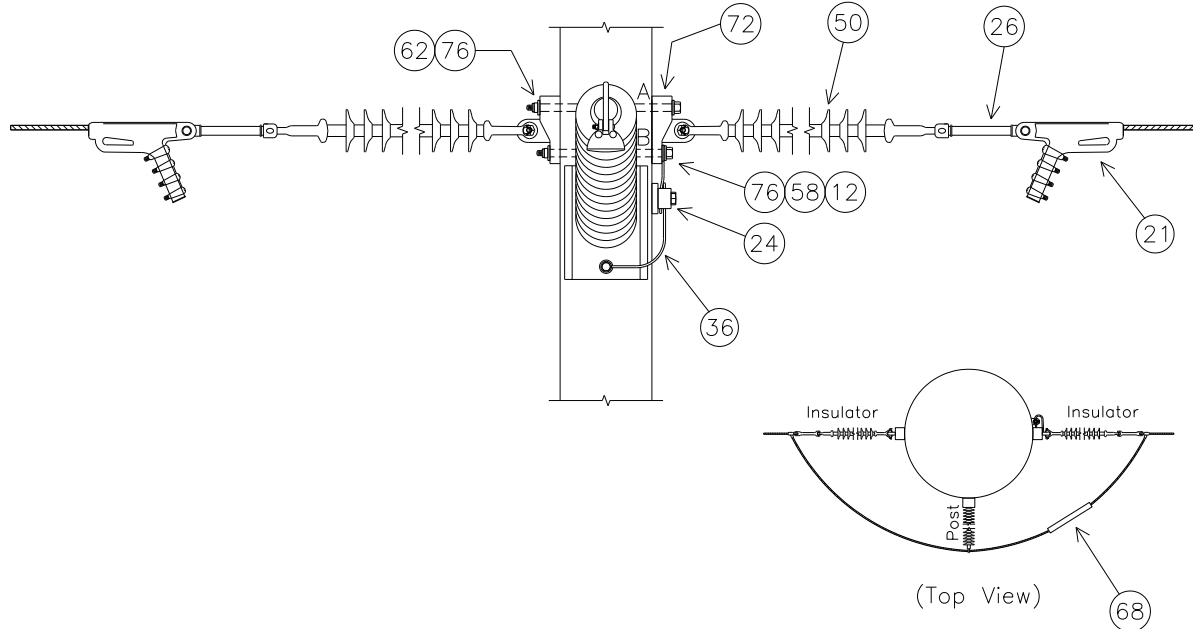 72
50
26
62 76
A
B
76 58 12
21
24
36
Insulator
Insulator
Post
(Top View)
68